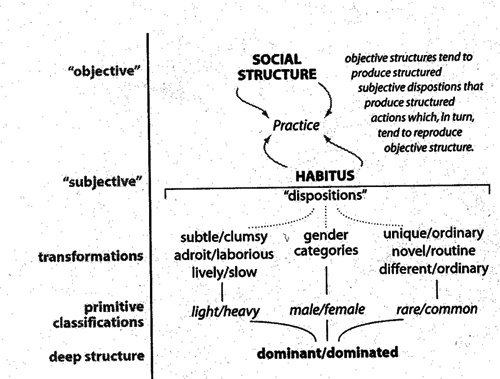 "objective"
SOCIAL
STRUCTURE
objective structures tend to
produce structured
subjective dispostions that
produce structured
actions which, in turn,
tend to reproduce
objective structure.
Practice
HABITUS
"subjective"
"dispositions"
transformations
subtle/clumsy
adroit/laborious
lively/slow
gender
categories
unique/ordinary
novel/routine
different/ordinary
primitive
classifications
light/heavy
male/female
rare/common
deep structure
dominant/dominated